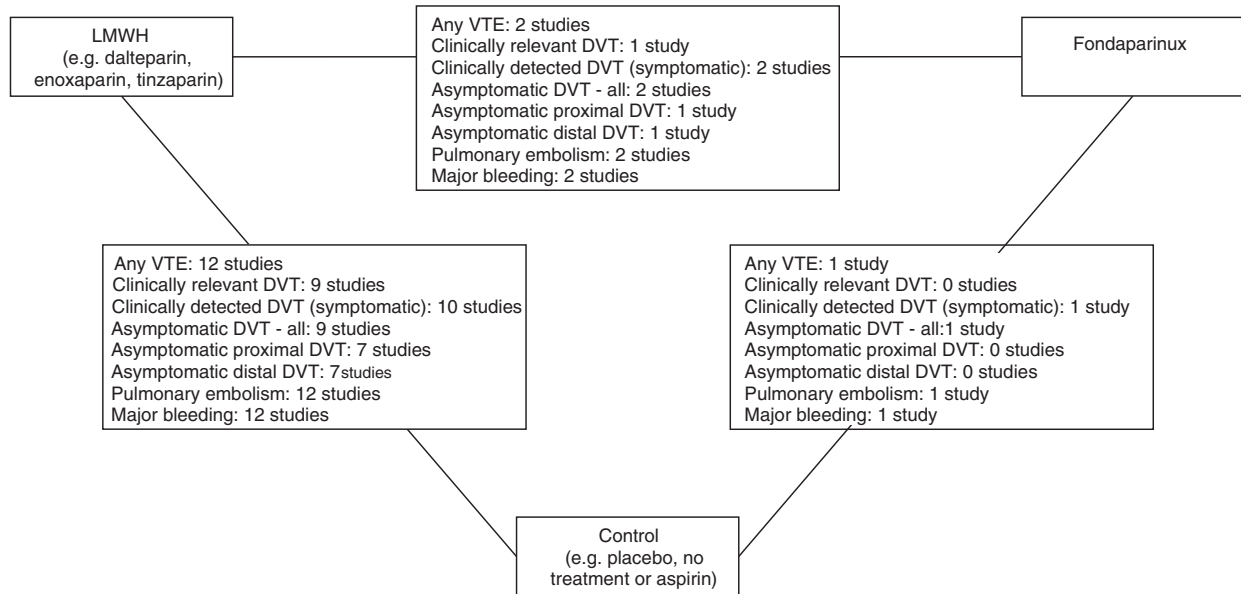 LMWH
(e.g. dalteparin,
enoxaparin, tinzaparin)
Any VTE: 2 studies
Clinically relevant DVT: 1 study
Clinically detected DVT (symptomatic): 2 studies
Asymptomatic DVT - all: 2 studies
Asymptomatic proximal DVT: 1 study
Asymptomatic distal DVT: 1 study
Pulmonary embolism: 2 studies
Major bleeding: 2 studies
Fondaparinux
Any VTE: 12 studies
Clinically relevant DVT: 9 studies
Clinically detected DVT (symptomatic): 10 studies
Asymptomatic DVT - all: 9 studies
Asymptomatic proximal DVT: 7 studies
Asymptomatic distal DVT: 7studies
Pulmonary embolism: 12 studies
Major bleeding: 12 studies
Any VTE: 1 study
Clinically relevant DVT: 0 studies
Clinically detected DVT (symptomatic): 1 study
Asymptomatic DVT - all:1 study
Asymptomatic proximal DVT: 0 studies
Asymptomatic distal DVT: 0 studies
Pulmonary embolism: 1 study
Major bleeding: 1 study
Control
(e.g. placebo, no
treatment or aspirin)